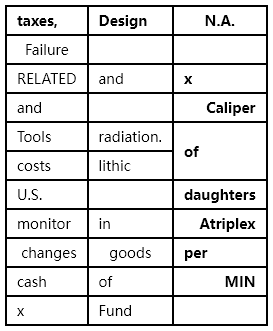 taxes, Design N.A.
Failure
RELATED and x
and Caliper
Tools radiation. of
costs lithic
U.S. daughters
monitor in Atriplex
changes goods per
cash of MIN
x Fund